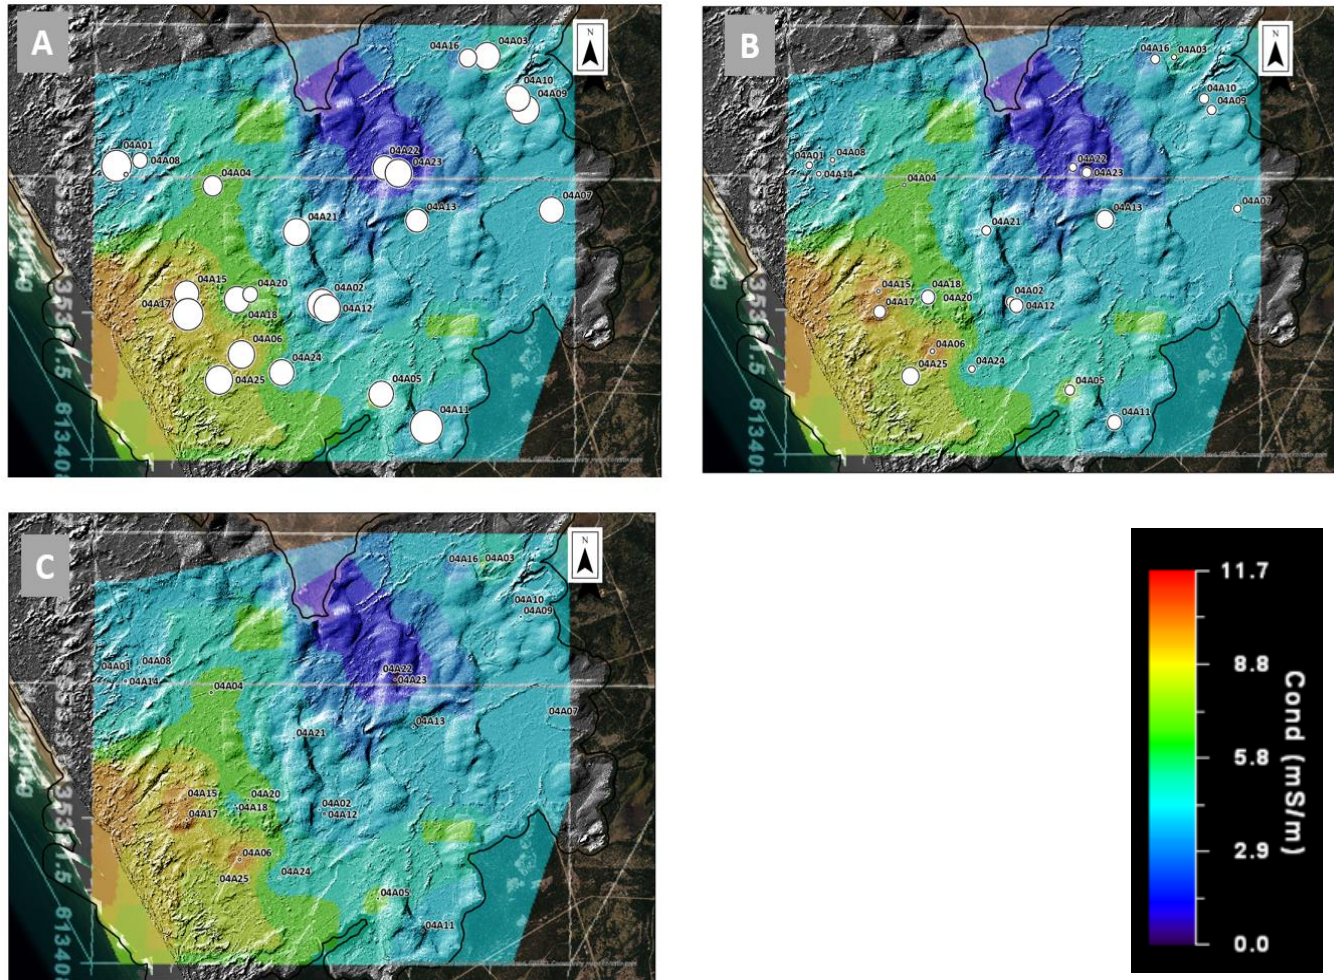 A
N
04A16
04A03
04A10
04A09
04A01
04A08
04A22
04A23
04A04
04A07
04A13
04A21
04A15
04A20
04A02
04A17
04A18
04A12
04A06
04A24
04A25
04A05
04A11
B
N
04A16
04A03
04A10
04A09
04A01
04A08
04A22
04A14
04A23
04A04
04A07
04A13
04A21
04A15
04A18
04A02
04A17
04A20
04A12
04A06
04A24
04A25
04A05
04A11
C
N
04A16
04A03
04A10
04A09
04A01
04A08
04A22
04A14
04A23
04A04
04A07
04A13
04A21
04A15
04A20
04A02
04A17
04A18
04A12
04A06
04A24
04A25
04A05
04A11
11.7
8.8
5.8
2.9
0.0
Cond (mS/m)